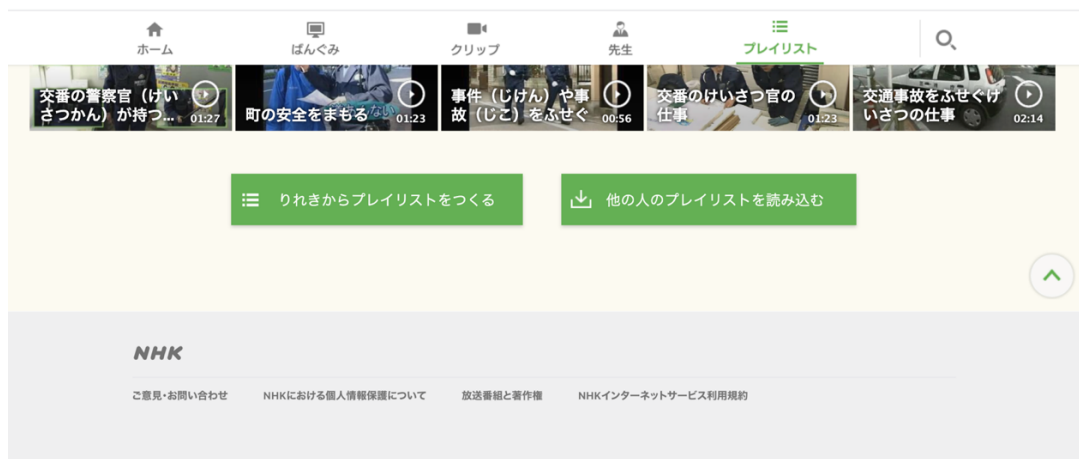 ホーム
ばんぐみ
クリップ
先生
プレイリスト
交番の警察官（けい
さつかん）が持つ... 01:27
町の安全をまもる 01:23
事件（じけん）や事
故（じこ）をふせぐ 00:56
交番のけいさつ官の
仕事 01:23
交通事故をふせぐけ
いさつの仕事 02:14
りれきからプレイリストをつくる
他の人のプレイリストを読み込む
NHK
ご意見・お問い合わせ NHKにおける個人情報保護について 放送番組と著作権 NHKインターネットサービス利用規約